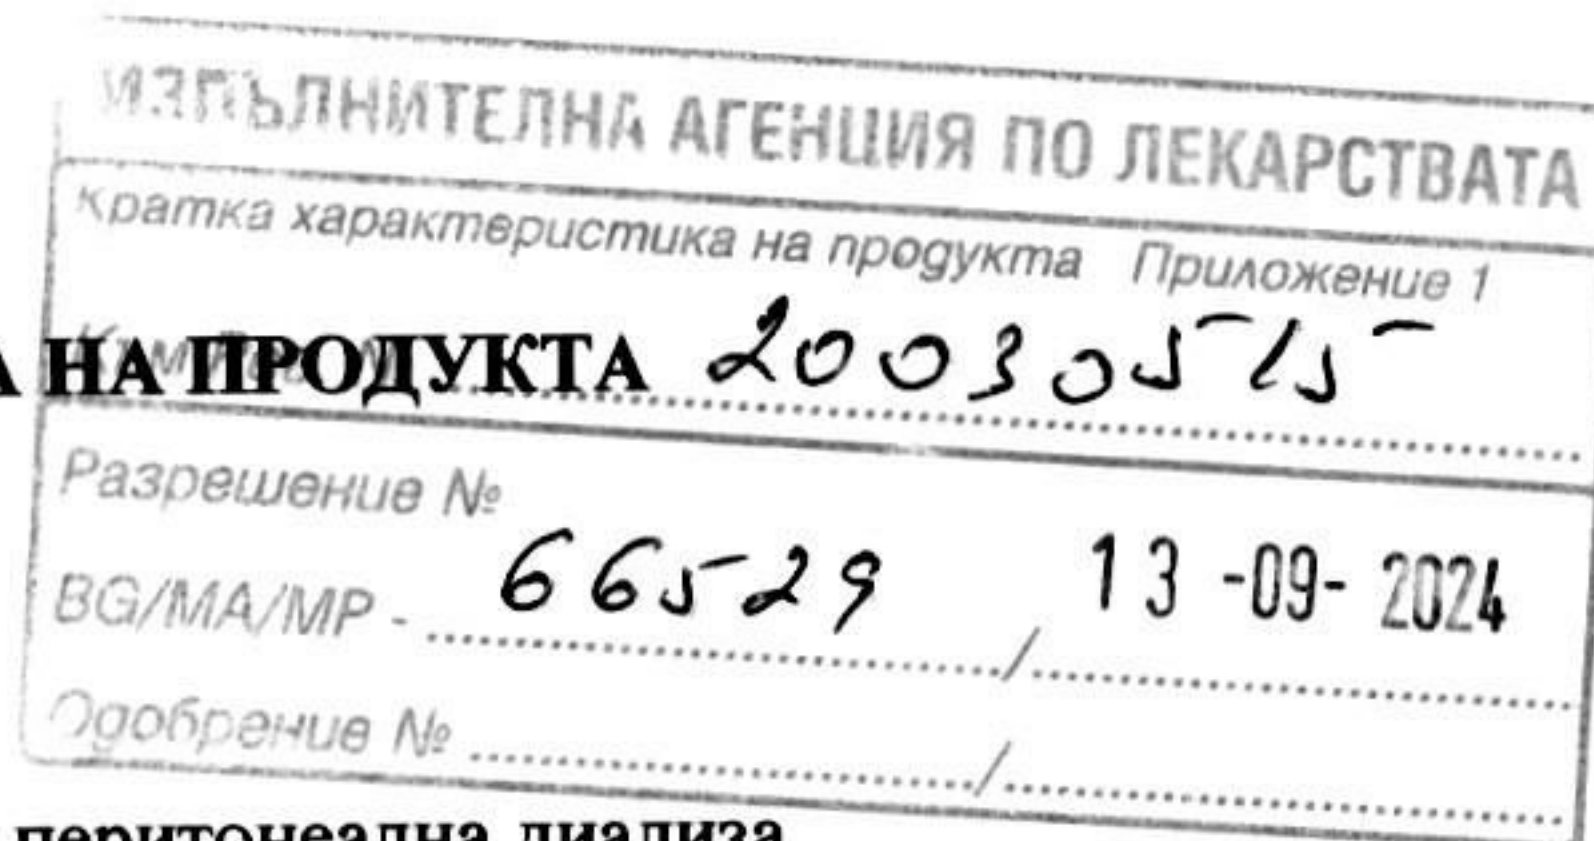 ИЗПЪЛНИТЕЛНА АГЕНЦИЯ ПО ЛЕКАРСТВАТА
Кратка характеристика на продукта Приложение 1
НА ПРОДУКТА 20030515
Разрешение №
BG/MA/MP - 66529 / 13 -09- 2024
Одобрение № /
перитонеална диализа